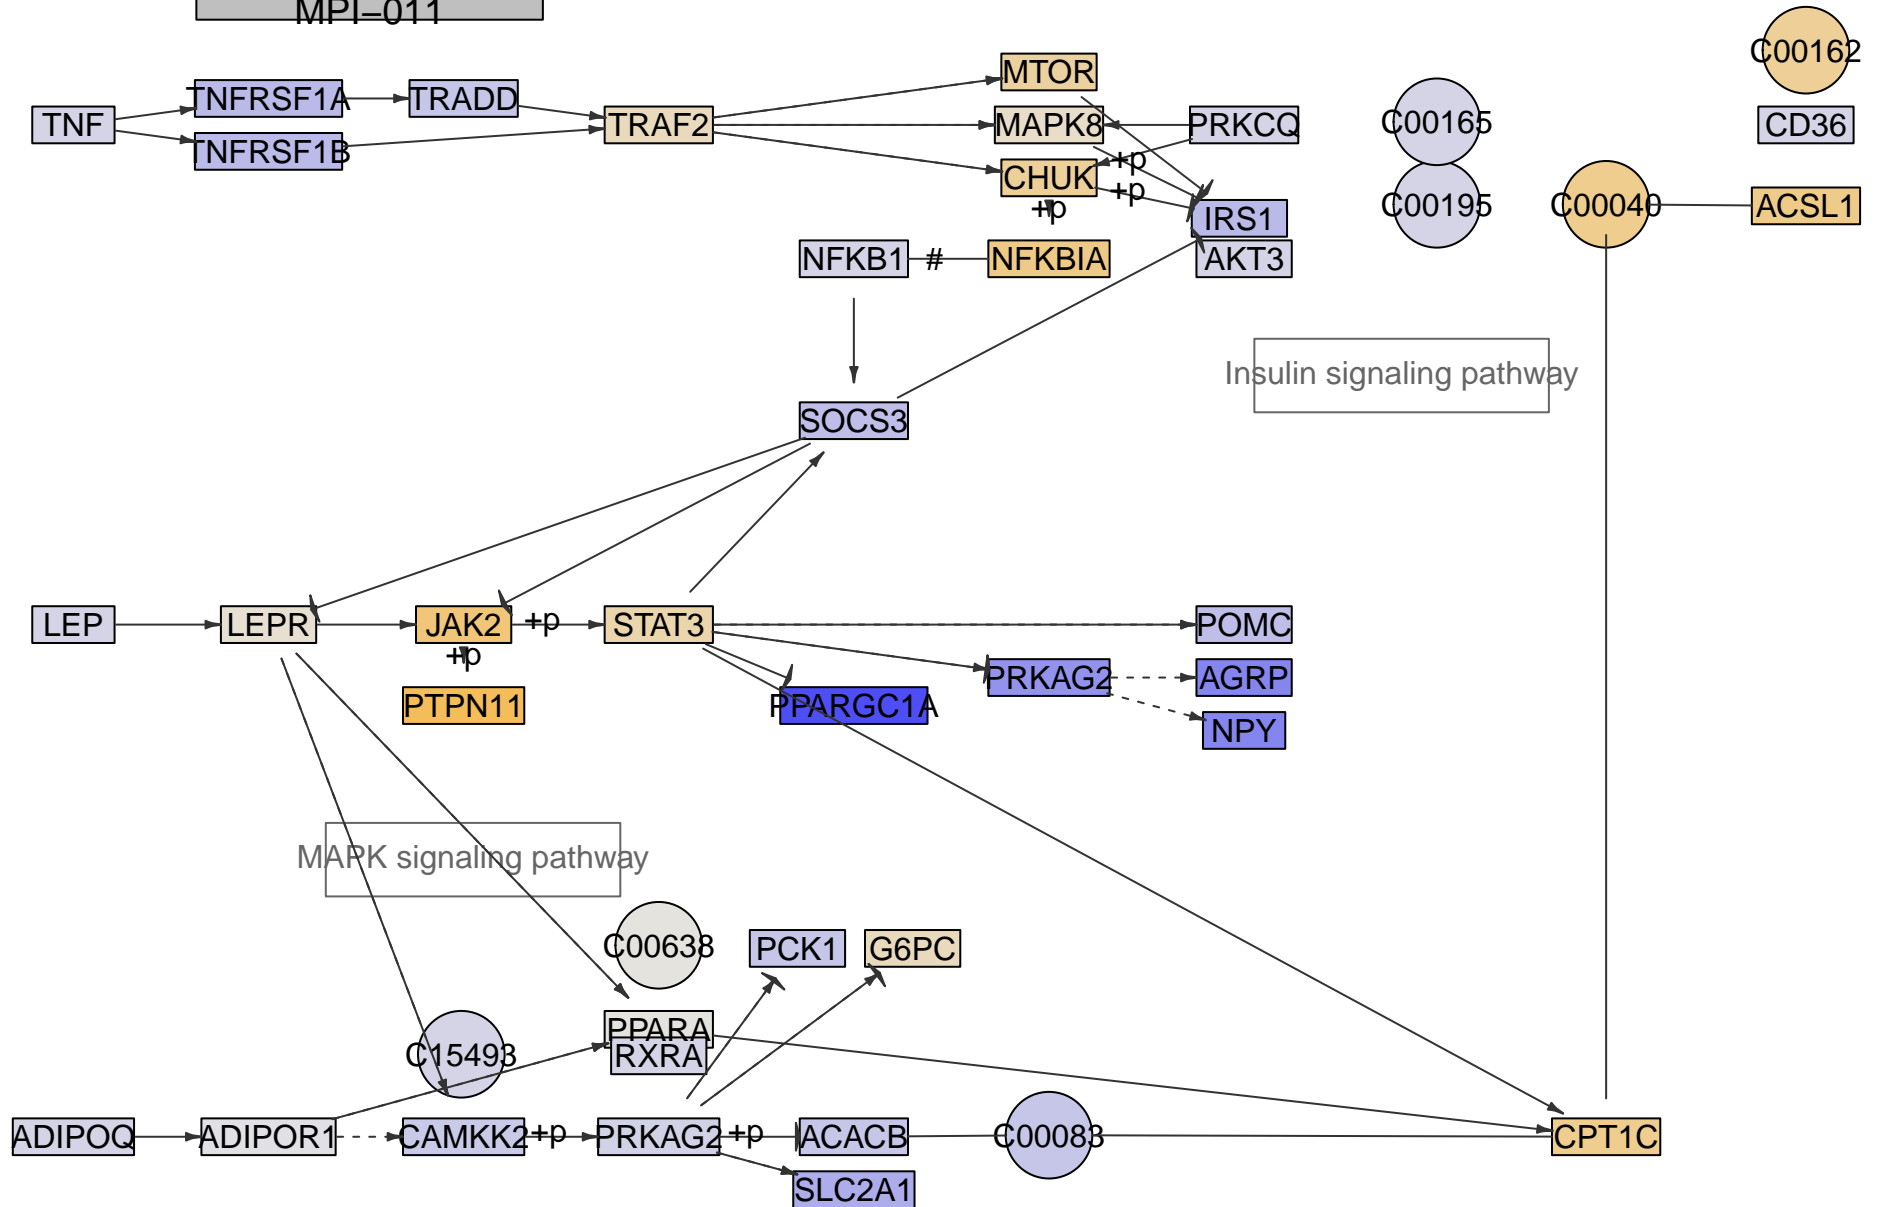 MPI−011
C00162
MTOR
TNFRSF1A
TRADD
C00165
TNF
TRAF2
MAPK8
PRKCQ
CD36
TNFRSF1B
+p
CHUK
+p
+p
IRS1
C00195
C00040
ACSL1
NFKB1
#
NFKBIA
AKT3
Insulin signaling pathway
SOCS3
LEP
LEPR
JAK2
+p
STAT3
POMC
+p
PRKAG2
AGRP
PTPN11
PPARGC1A
NPY
MAPK signaling pathway
C00638
PCK1
G6PC
PPARA
C15493
RXRA
ADIPOQ
ADIPOR1
CAMKK2
+p
PRKAG2
+p
ACACB
C00083
CPT1C
SLC2A1